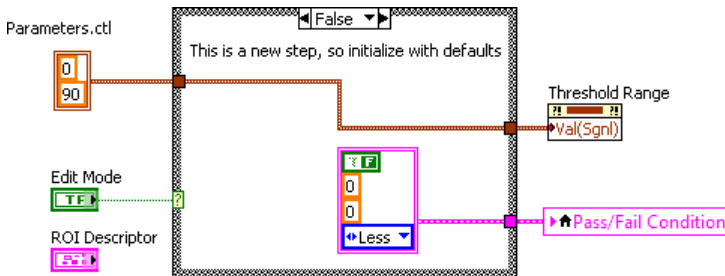 False
Parameters.ctl
This is a new step, so initialize with defaults
0
90
Threshold Range
?! ?!
Val(Sgnl)
Edit Mode
TF
?
F
0
0
Less
Pass/Fail Condition
ROI Descriptor